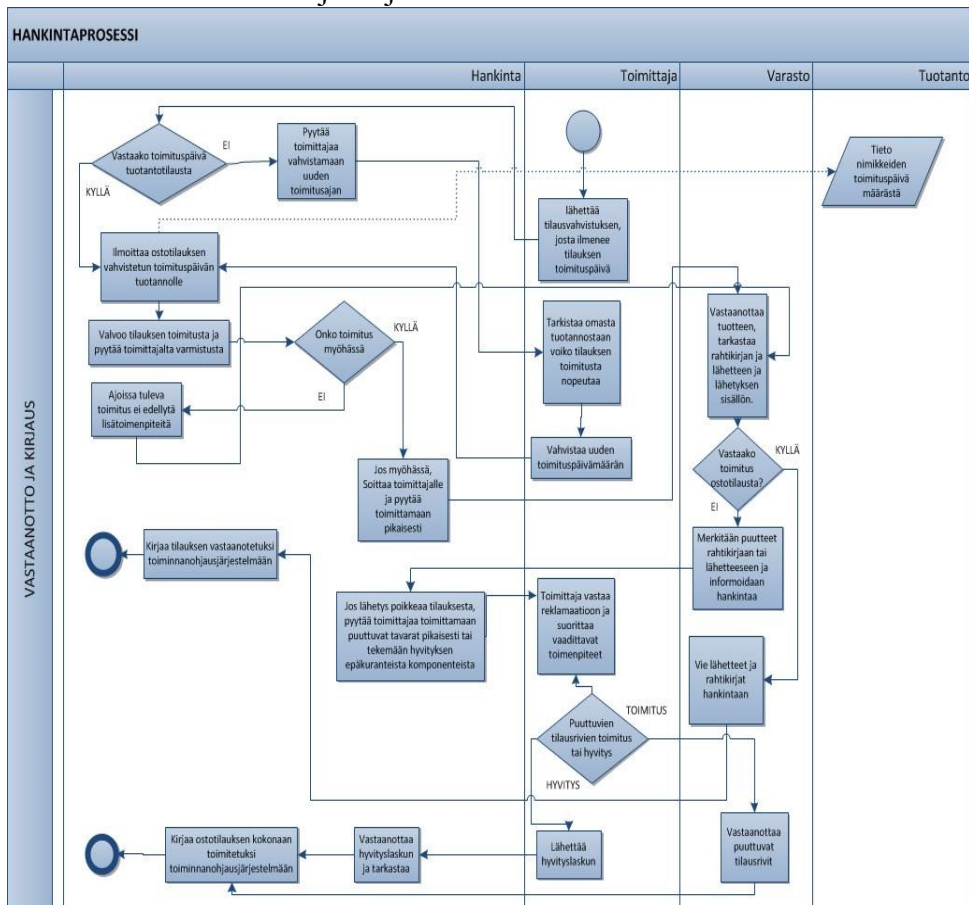 HANKINTAPROSESSI
Hankinta
Toimittaja
Varasto
Tuotanto
VASTAANOTTO JA KIRJAUS
Vastaako toimituspäivä
tuotantotilausta
EI
KYLLÄ
Pyytää
toimittajaa
vahvistamaan
uuden
toimitusajan
lähettää
tilausvahvistuksen,
josta ilmenee
tilauksen
toimituspäivä
Tieto
nimikkeiden
toimituspäivä
määrästä
Ilmoittaa ostotilauksen
vahvistetun toimituspäivän
tuotannolle
Valvoo tilauksen toimitusta ja
pyytää toimittajalta varmistusta
Onko toimitus
myöhässä
KYLLÄ
EI
Ajoissa tuleva
toimitus ei edellytä
lisätoimenpiteitä
Tarkistaa omasta
tuotannostaan
voiko tilauksen
toimitusta
nopeutaa
Vahvistaa uuden
toimituspäivämäärän
Vastaanottaa
tuotteen,
tarkastaa
rahtikirjan ja
lähetteen ja
lähetyksen
sisällön.
Vastaako
toimitus
ostotilausta?
KYLLÄ
EI
Jos myöhässä,
Soittaa toimittajalle
ja pyytää
toimittamaan
pikaisesti
Merkitään puutteet
rahtikirjaan tai
lähetteeseen ja
informoidaan
hankintaa
Kirjaa tilauksen vastaanotetuksi
toiminnanohjausjärjestelmään
Jos lähetys poikkeaa tilauksesta,
pyytää toimittajaa toimittamaan
puuttuvat tavarat pikaisesti tai
tekemään hyvityksen
epäkuranteista komponenteista
Toimittaja vastaa
reklamaatioon ja
suorittaa
vaadittavat
toimenpiteet
Vie lähetteet ja
rahtikirjat
hankintaan
Puuttuvien
tilausrivien toimitus
tai hyvitys
TOIMITUS
HYVITYS
Kirjaa ostotilauksen kokonaan
toimitetuksi
toiminnanohjausjärjestelmään
Vastaanottaa
hyvityslaskun
ja tarkastaa
Lähettää
hyvityslaskun
Vastaanottaa
puuttuvat
tilausrivit